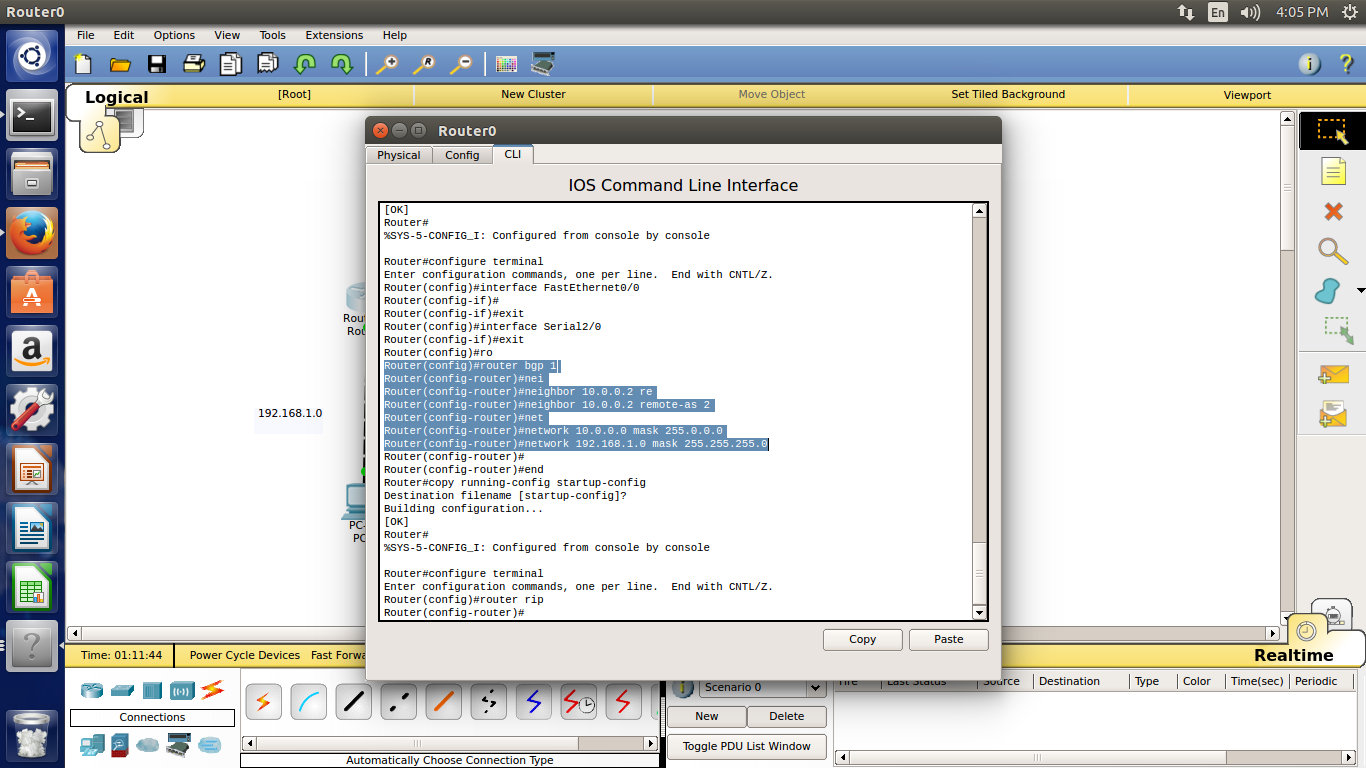 Router0
En
4:05 PM
File Edit Options View Tools Extensions Help
Logical
[Root]
New Cluster
Move Object
Set Tiled Background
Viewport
Router0
Physical Config CLI
IOS Command Line Interface
[OK]
Router#
%SYS-5-CONFIG_I: Configured from console by console
Router#configure terminal
Enter configuration commands, one per line.  End with CNTL/Z.
Router(config)#interface FastEthernet0/0
Router(config-if)#
Router(config-if)#exit
Router(config)#interface Serial2/0
Router(config-if)#exit
Router(config)#ro
Router(config)#router bgp 1
Router(config-router)#nei
Router(config-router)#neighbor 10.0.0.2 re
Router(config-router)#neighbor 10.0.0.2 remote-as 2
Router(config-router)#net
Router(config-router)#network 10.0.0.0 mask 255.0.0.0
Router(config-router)#network 192.168.1.0 mask 255.255.255.0
Router(config-router)#
Router(config-router)#end
Router#copy running-config startup-config
Destination filename [startup-config]?
Building configuration...
[OK]
Router#
%SYS-5-CONFIG_I: Configured from console by console
Router#configure terminal
Enter configuration commands, one per line.  End with CNTL/Z.
Router(config)#router rip
Router(config-router)#
Copy
Paste
Rou
Rou
192.168.1.0
PC-
PC
Time: 01:11:44
Power Cycle Devices Fast Forwa
Realtime
Connections
Automatically Choose Connection Type
Scenario 0
New
Delete
Toggle PDU List Window
Fire Last Status Source Destination Type Color Time(sec) Periodic